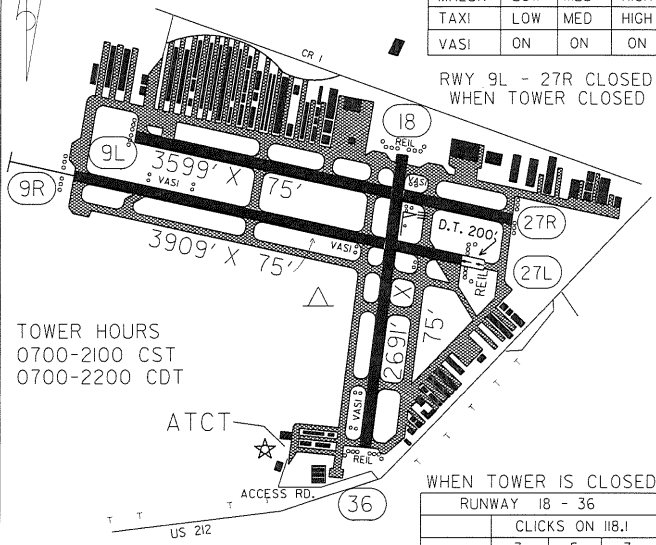 TAXI LOW MED HIGH
VASI ON ON ON
CR 1
RWY 9L - 27R CLOSED
WHEN TOWER CLOSED
18
REIL
9L
3599' X 75'
VASI
VASI
9R
27R
D.T. 200'
3909' X 75'
VASI
27L
REIL
2691' X 75'
TOWER HOURS
0700-2100 CST
0700-2200 CDT
VASI
ATCT
REIL
ACCESS RD.
36
US 212
WHEN TOWER IS CLOSED
RUNWAY 18 - 36
CLICKS ON 118.1
3 5 7